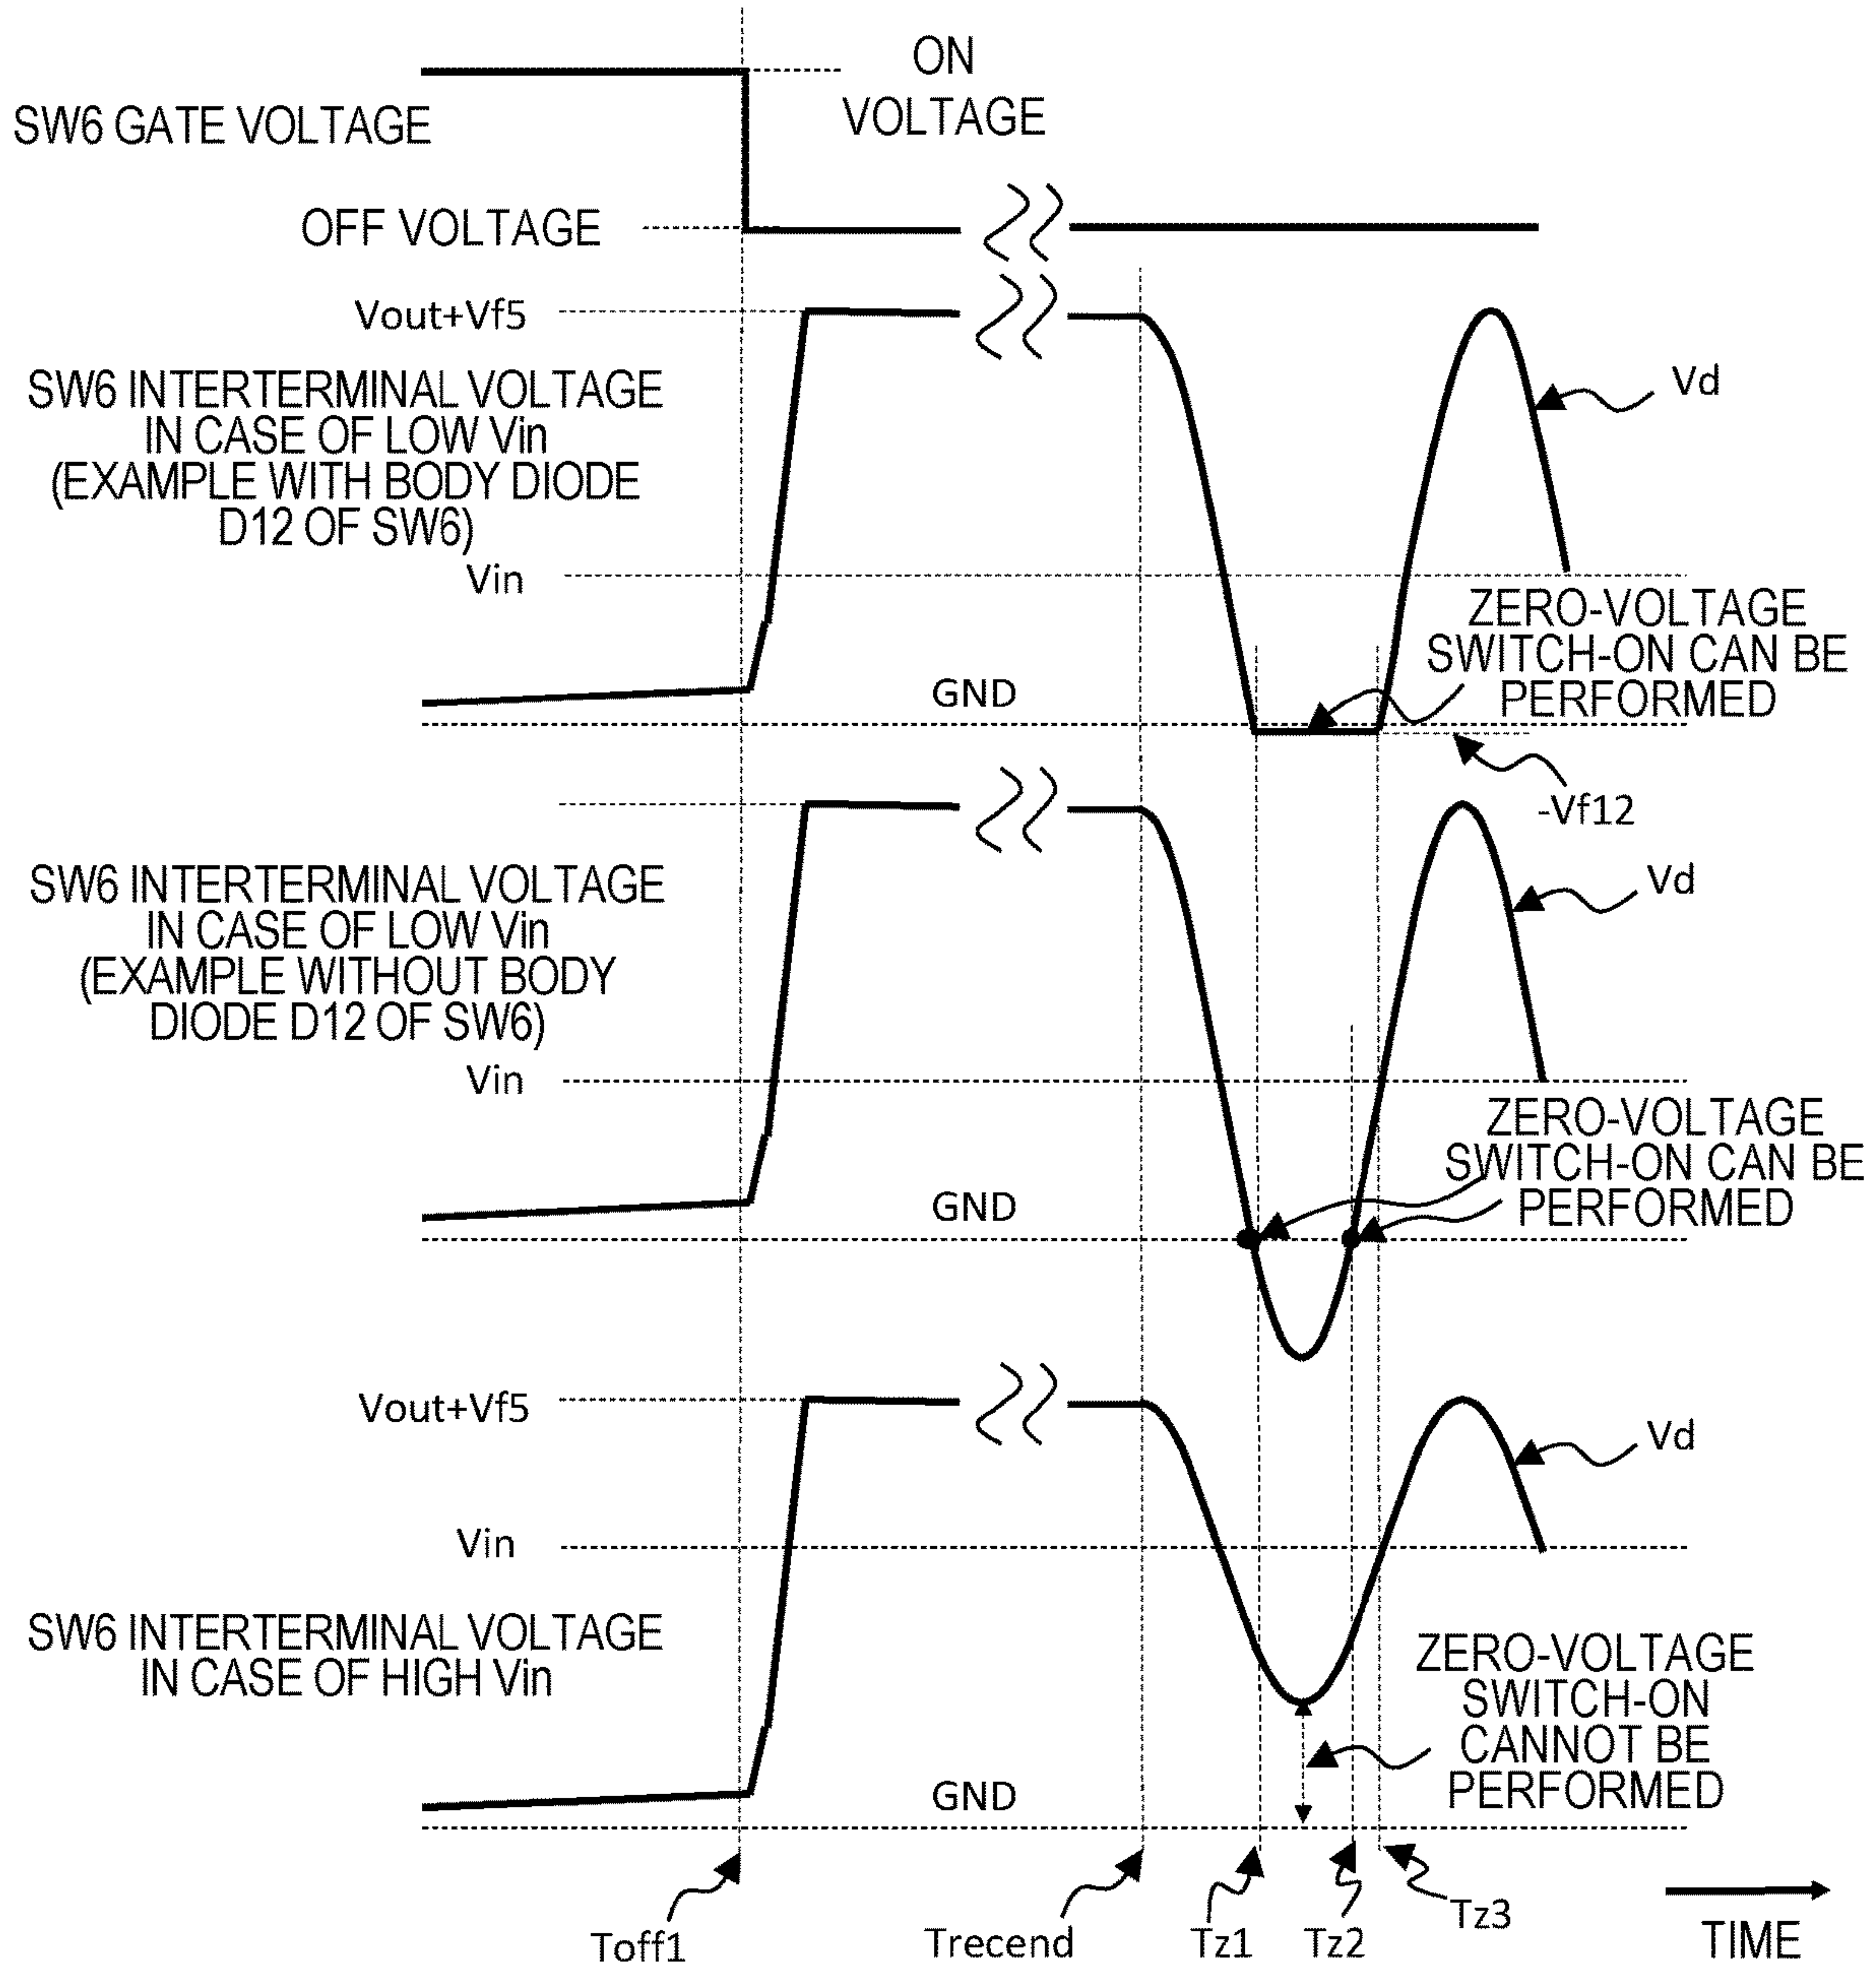 ON
VOLTAGE
SW6 GATE VOLTAGE
OFF VOLTAGE
Vout+Vf5
SW6 INTERTERMINAL VOLTAGE
IN CASE OF LOW Vin
(EXAMPLE WITH BODY DIODE
D12 OF SW6)
Vd
Vin
ZERO-VOLTAGE
SWITCH-ON CAN BE
PERFORMED
GND
-Vf12
SW6 INTERTERMINAL VOLTAGE
IN CASE OF LOW Vin
(EXAMPLE WITHOUT BODY
DIODE D12 OF SW6)
Vd
Vin
ZERO-VOLTAGE
SWITCH-ON CAN BE
PERFORMED
GND
Vout+Vf5
Vd
Vin
SW6 INTERTERMINAL VOLTAGE
IN CASE OF HIGH Vin
ZERO-VOLTAGE
SWITCH-ON
CANNOT BE
PERFORMED
GND
Toff1
Trecend
Tz1
Tz2
Tz3
TIME